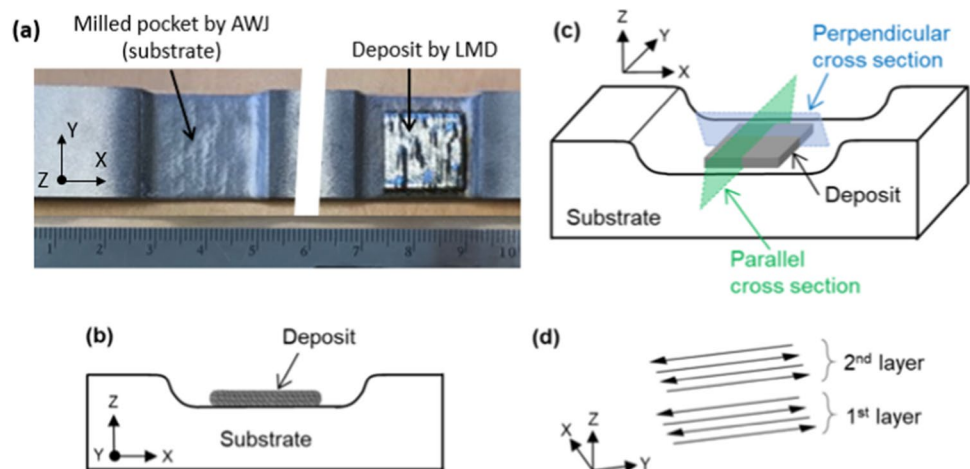 (a)
Milled pocket by AWJ
(substrate)
Deposit by LMD
Y
X
Z
1 2 3 4 5 6 7 8 9 10
(b)
Deposit
Z
Substrate
Y
X
(c)
Z
Y
X
Perpendicular
cross section
Deposit
Substrate
Parallel
cross section
(d)
2nd layer
1st layer
X
Z
Y